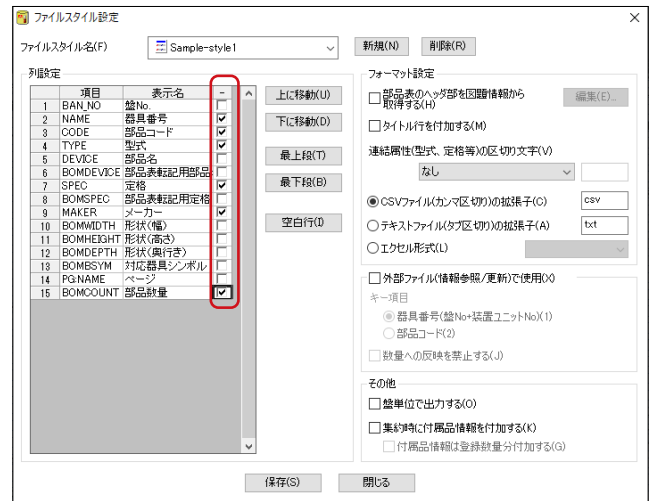 ファイルスタイル設定
ファイルスタイル名(F) Sample-style1 新規(N) 削除(R)
列設定
項目 表示名 -
1 BAN_NO 盤No.
2 NAME 器具番号
3 CODE 部品コード
4 TYPE 型式
5 DEVICE 部品名
6 BOMDEVICE 部品表転記用部品
7 SPEC 定格
8 BOMSPEC 部品表転記用定格
9 MAKER メーカー
10 BOMWIDTH 形状(幅)
11 BOMHEIGHT 形状(高さ)
12 BOMDEPTH 形状(奥行き)
13 BOMBSYM 対応器具シンボル
14 PGNAME ページ
15 BOMCOUNT 部品数量
上に移動(U)
下に移動(D)
最上段(T)
最下段(B)
空白行(I)
フォーマット設定
部品表のヘッダ部を図題情報から
取得する(H)
編集(E)...
タイトル行を付加する(M)
連結属性(型式、定格等)の区切り文字(V)
なし
CSVファイル(カンマ区切り)の拡張子(C) csv
テキストファイル(タブ区切り)の拡張子(A) txt
エクセル形式(L)
外部ファイル(情報参照/更新)で使用(X)
キー項目
器具番号(盤No+装置ユニットNo)(1)
部品コード(2)
数量への反映を禁止する(J)
その他
盤単位で出力する(O)
集約時に付属品情報を付加する(K)
付属品情報は登録数量分付加する(G)
保存(S) 閉じる